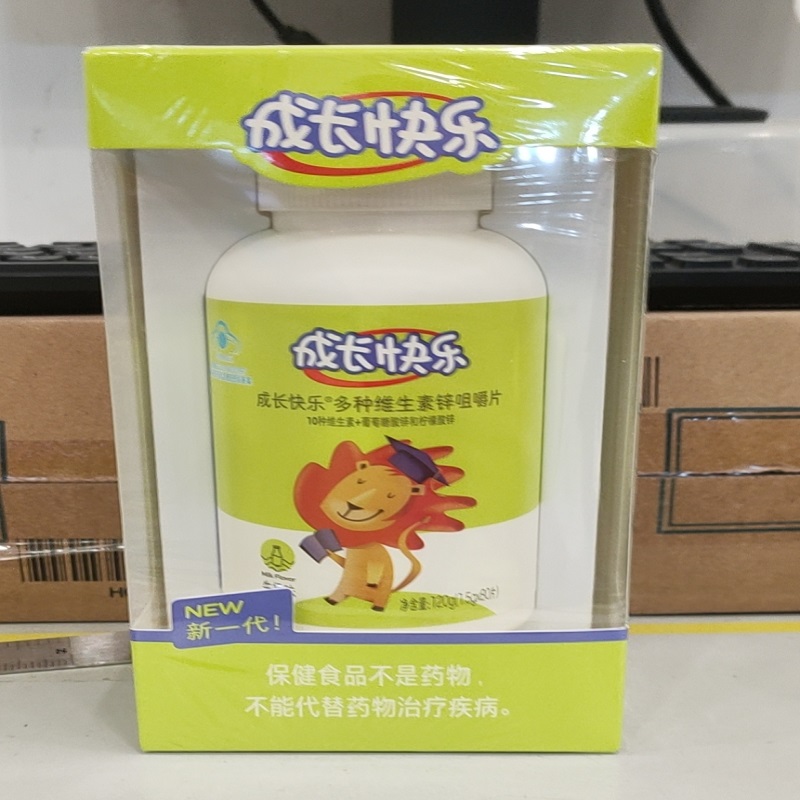 成长快乐
成长快乐
成长快乐®多种维生素锌咀嚼片
10种维生素+葡萄糖酸锌和柠檬酸锌
Milk Flavor
净含量:120g(1.5g×80片)
NEW
新一代!
保健食品不是药物，
不能代替药物治疗疾病。